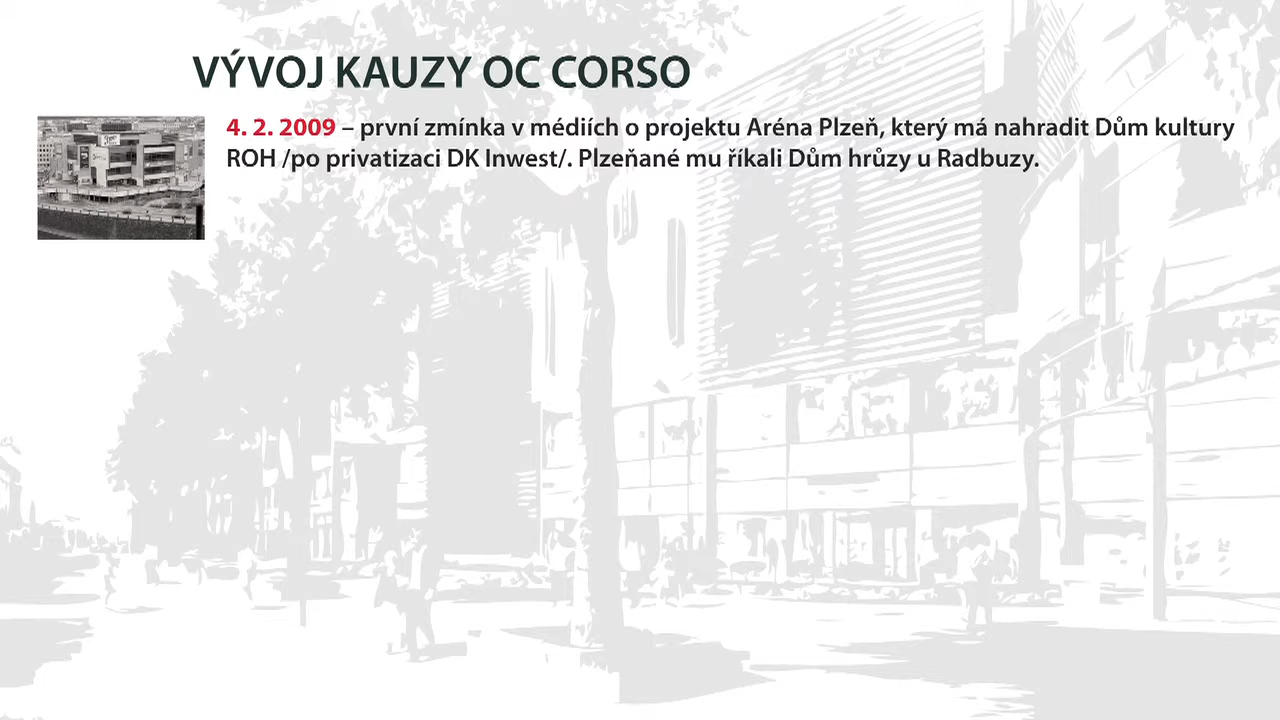 VÝVOJ KAUZY OC CORSO
4. 2. 2009 – první zmínka v médiích o projektu Aréna Plzeň, který má nahradit Dům kultury
ROH /po privatizaci DK Inwest/. Plzeňané mu říkali Dům hrůzy u Radbuzy.